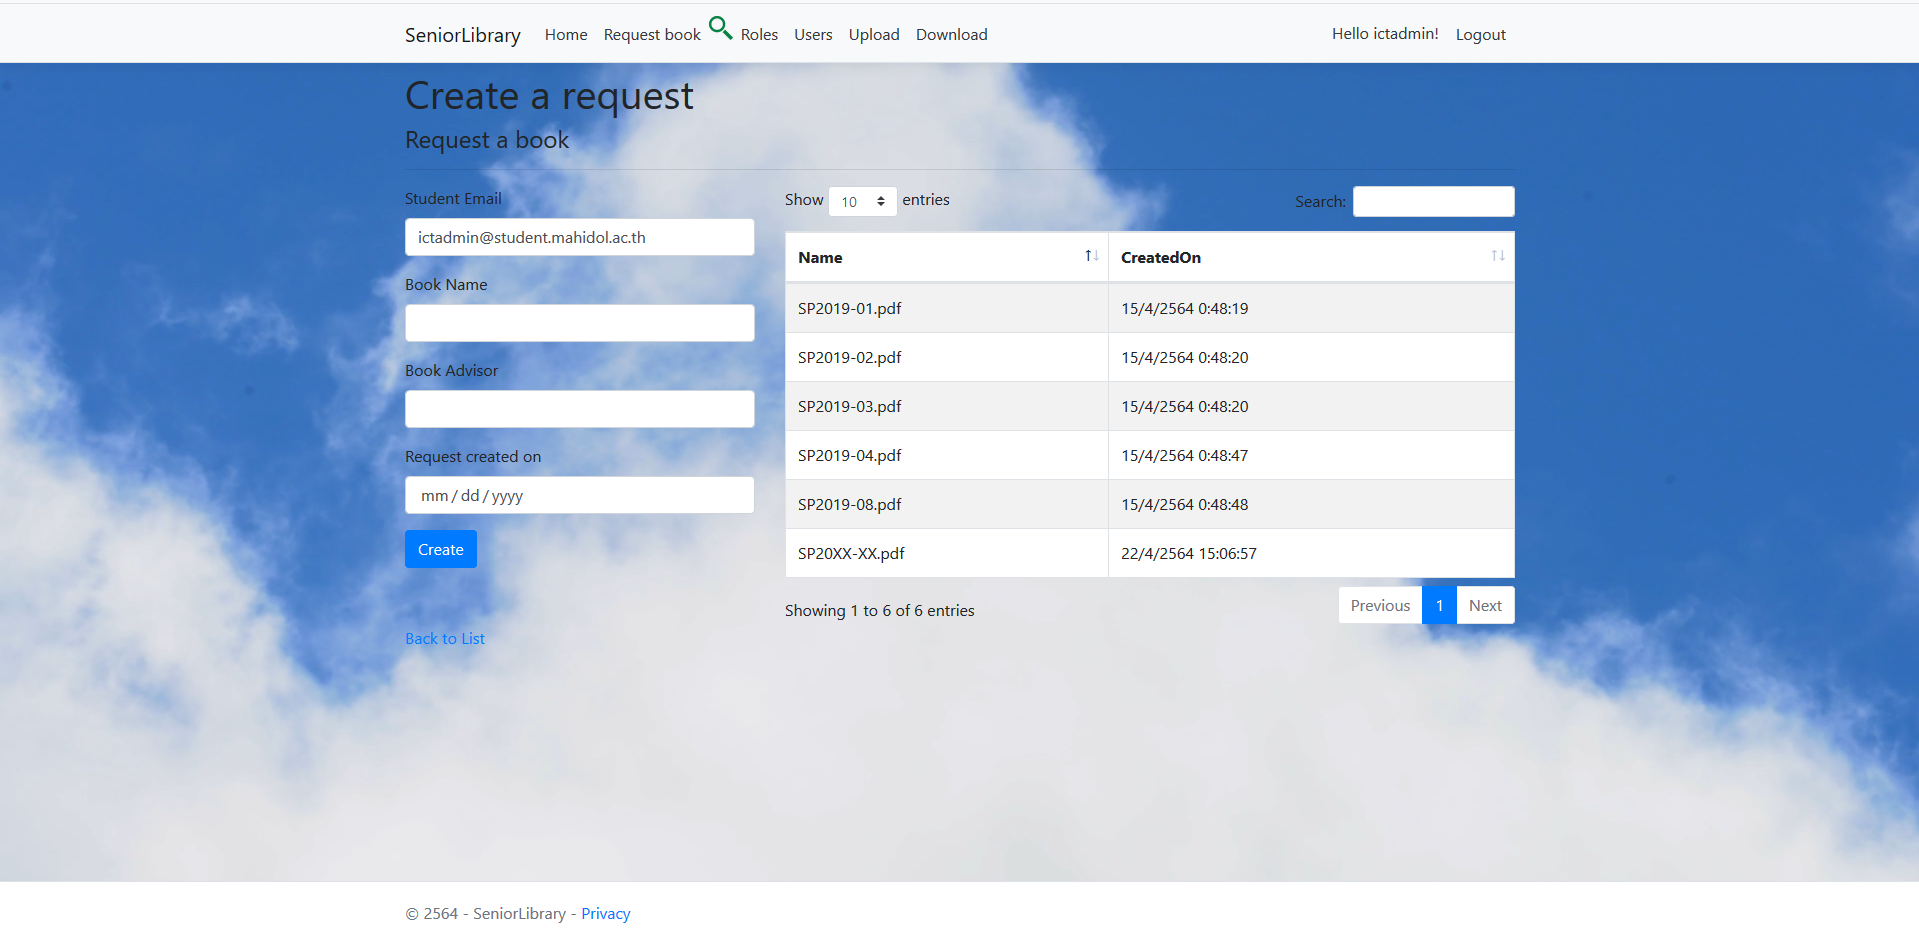 SeniorLibrary Home Request book Roles Users Upload Download Hello ictadmin! Logout
Create a request
Request a book
Student Email
ictadmin@student.mahidol.ac.th
Book Name
Book Advisor
Request created on
mm/dd/yyyy
Create
Back to List
Show 10 entries Search:
Name CreatedOn
SP2019-01.pdf 15/4/2564 0:48:19
SP2019-02.pdf 15/4/2564 0:48:20
SP2019-03.pdf 15/4/2564 0:48:20
SP2019-04.pdf 15/4/2564 0:48:47
SP2019-08.pdf 15/4/2564 0:48:48
SP20XX-XX.pdf 22/4/2564 15:06:57
Showing 1 to 6 of 6 entries Previous 1 Next
© 2564 - SeniorLibrary - Privacy